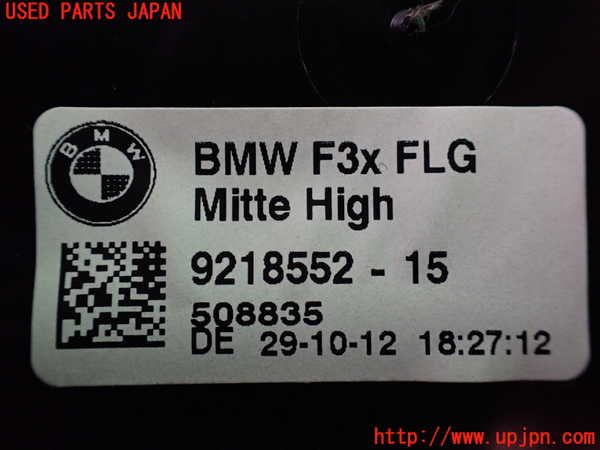 USED PARTS JAPAN
BMW
BMW F3x FLG
Mitte High
9218552 - 15
508835
DE 29-10-12 18:27:12
UPJ http://www.upjpn.com/